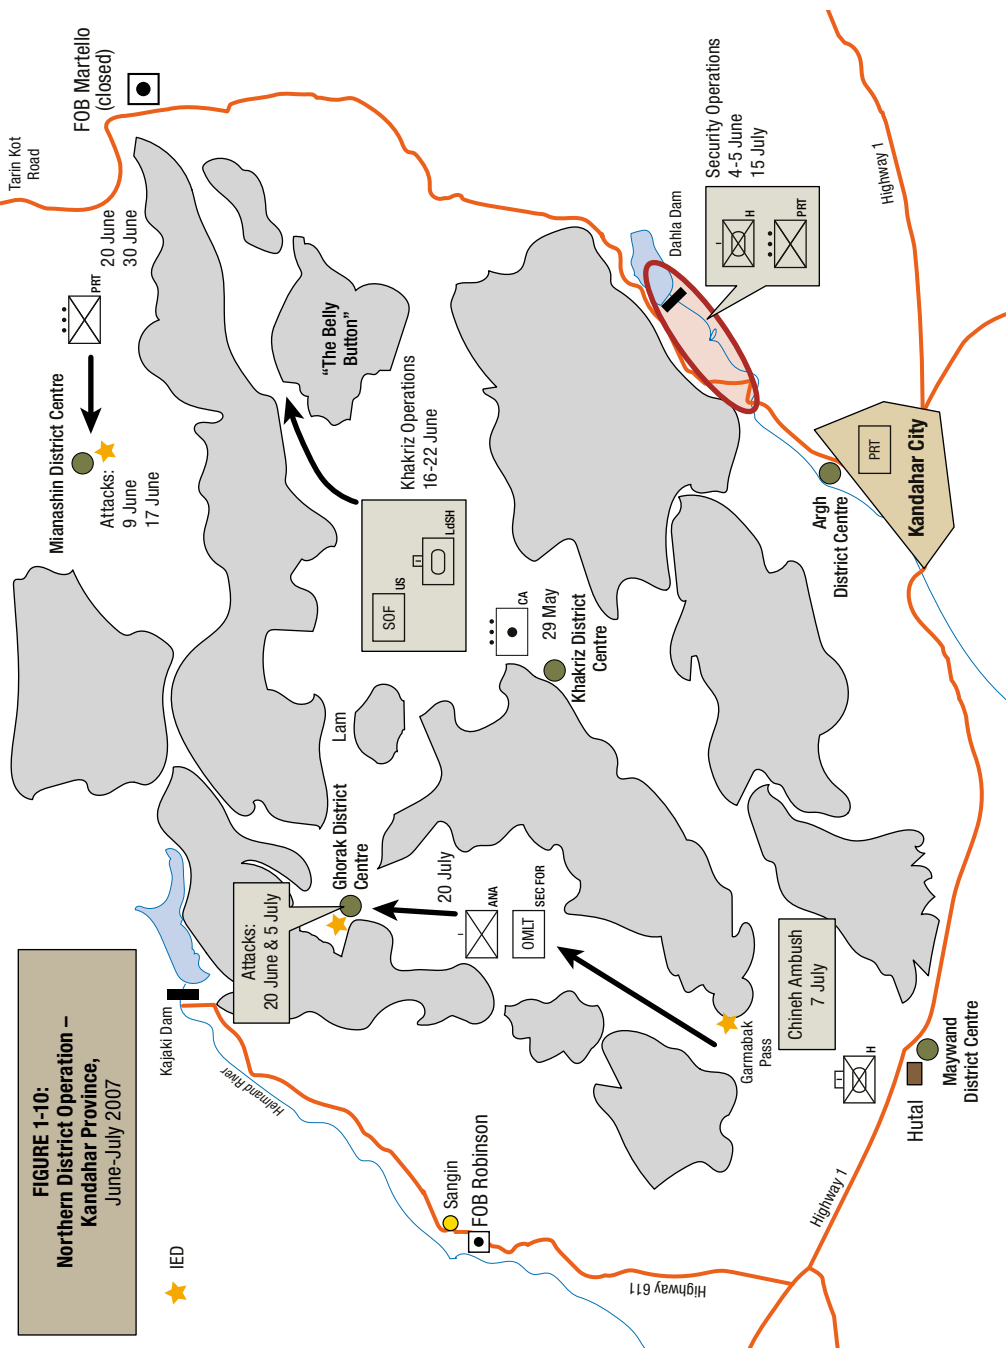 FIGURE 1-10:
Northern District Operation –
Kandahar Province,
June-July 2007
IED
Kajaki Dam
Helmand River
Sangin
FOB Robinson
Highway 611
Attacks:
20 June & 5 July
Ghorak District
Centre
20 July
I
ANA
OMLT
SEC FOR
Garmabak
Pass
Chineh Ambush
7 July
I
H
Hutal
Maywand
District Centre
Highway 1
Lam
Mianashin District Centre
Attacks:
9 June
17 June
PRT
20 June
30 June
Tarin Kot
Road
FOB Martello
(closed)
"The Belly
Button"
Khakriz Operations
16-22 June
SOF
US
I
LdSH
CA
29 May
Khakriz District
Centre
Security Operations
4-5 June
15 July
I
H
PRT
Dahla Dam
Argh
District Centre
PRT
Kandahar City
Highway 1